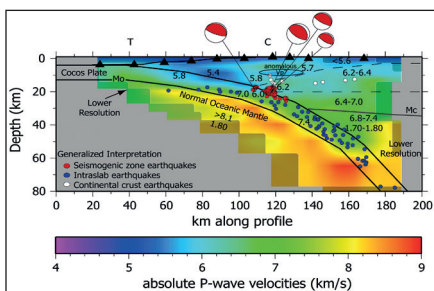 T C
0
20
40
60
80
Depth (km)
Cocos Plate
Mo
Mc
5.8
5.4
5.8
anomalous
Vp
5.7
<5.6
6.2-6.4
6.2
7.0
6.0
6.4-7.0
6.8-7.4
1.70-1.80
Lower
Resolution
Normal Oceanic Mantle
>8.1
1.80
Lower
Resolution
Generalized Interpretation
Seismogenic zone earthquakes
Intraslab earthquakes
Continental crust earthquakes
0 20 40 60 80 100 120 140 160 180 200
km along profile
4 5 6 7 8 9
absolute P-wave velocities (km/s)